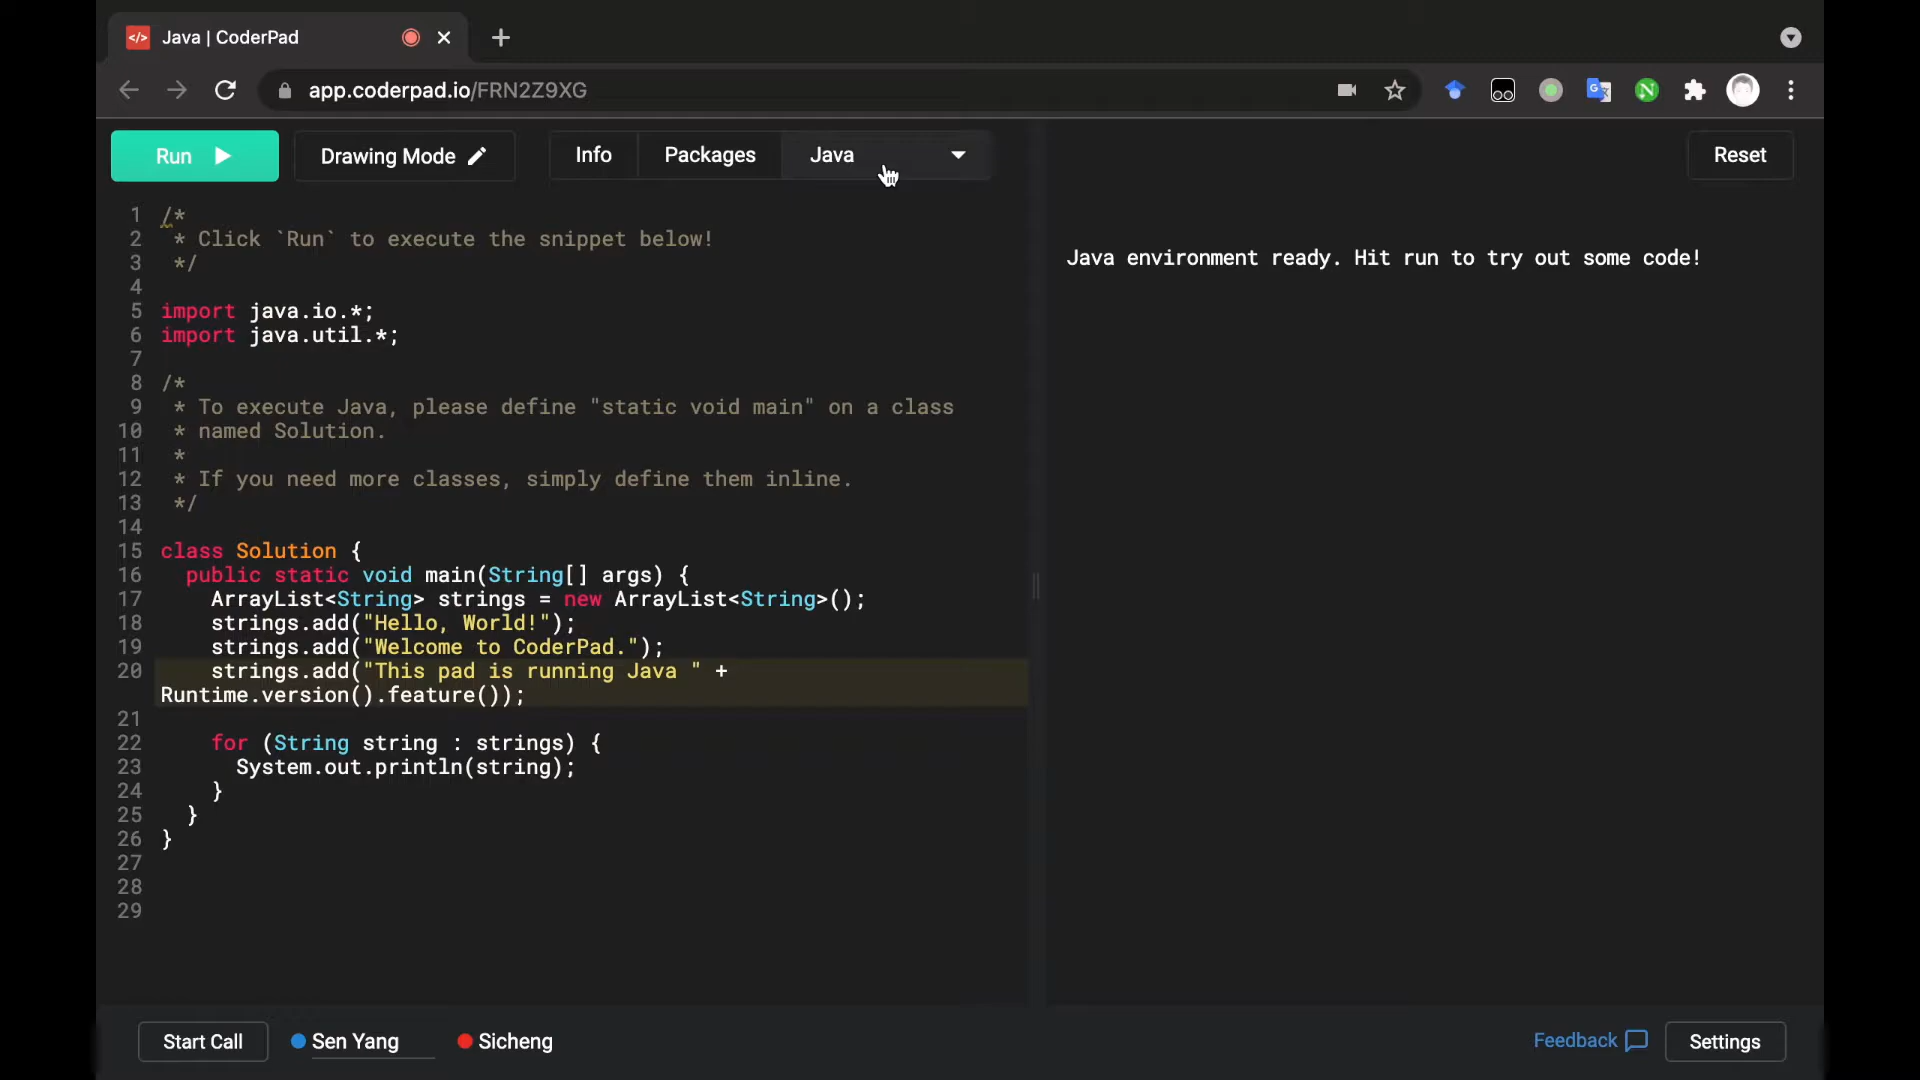 Java | CoderPad
app.coderpad.io/FRN2Z9XG
Run
Drawing Mode
Info
Packages
Java
Reset
1 /*
2  * Click `Run` to execute the snippet below!
3  */
4
5 import java.io.*;
6 import java.util.*;
7
8 /*
9  * To execute Java, please define "static void main" on a class
10  * named Solution.
11  *
12  * If you need more classes, simply define them inline.
13  */
14
15 class Solution {
16   public static void main(String[] args) {
17     ArrayList<String> strings = new ArrayList<String>();
18     strings.add("Hello, World!");
19     strings.add("Welcome to CoderPad.");
20     strings.add("This pad is running Java " +
Runtime.version().feature());
21
22     for (String string : strings) {
23       System.out.println(string);
24     }
25   }
26 }
27
28
29
Java environment ready. Hit run to try out some code!
Start Call
Sen Yang
Sicheng
Feedback
Settings